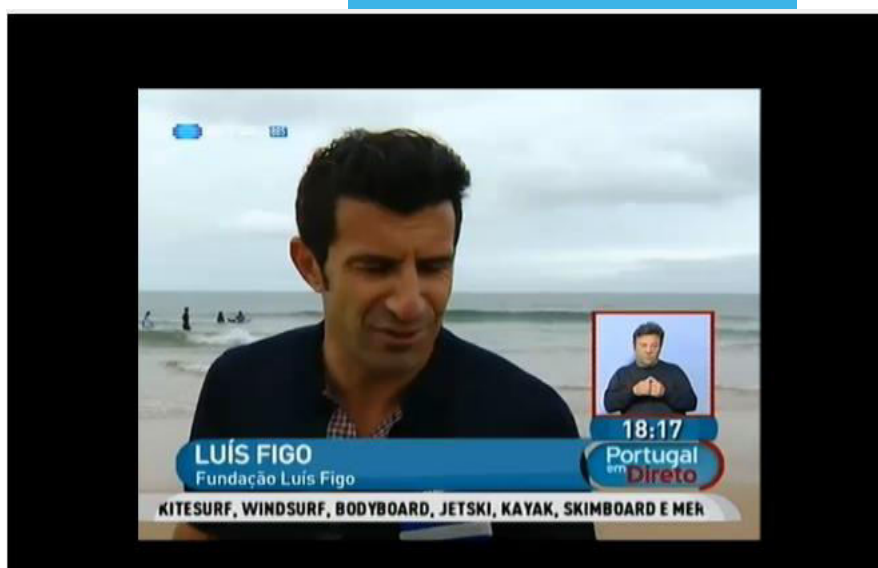 18:17
LUÍS FIGO
Fundação Luís Figo
Portugal
em Direto
KITESURF, WINDSURF, BODYBOARD, JETSKI, KAYAK, SKIMBOARD E MER